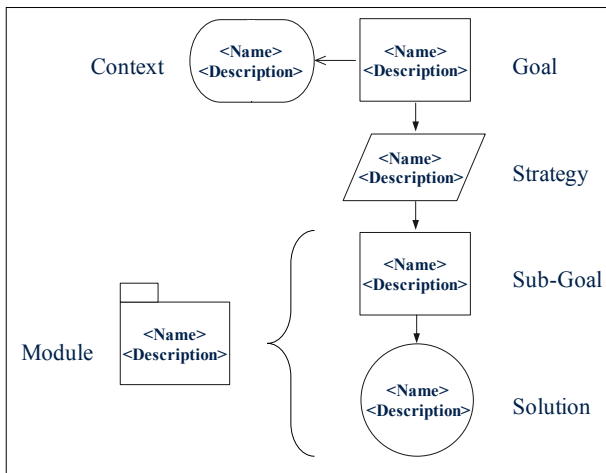 Context
<Name>
<Description>
<Name>
<Description>
Goal
<Name>
<Description>
Strategy
<Name>
<Description>
Sub-Goal
Module
<Name>
<Description>
<Name>
<Description>
Solution